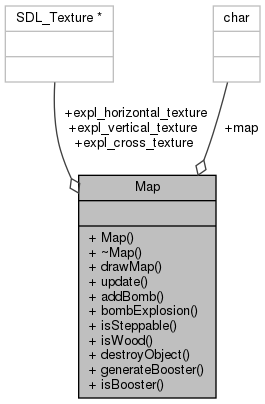 SDL_Texture *
char
+expl_horizontal_texture
+expl_vertical_texture
+expl_cross_texture
+map
Map
+ Map()
+ ~Map()
+ drawMap()
+ update()
+ addBomb()
+ bombExplosion()
+ isSteppable()
+ isWood()
+ destroyObject()
+ generateBooster()
+ isBooster()